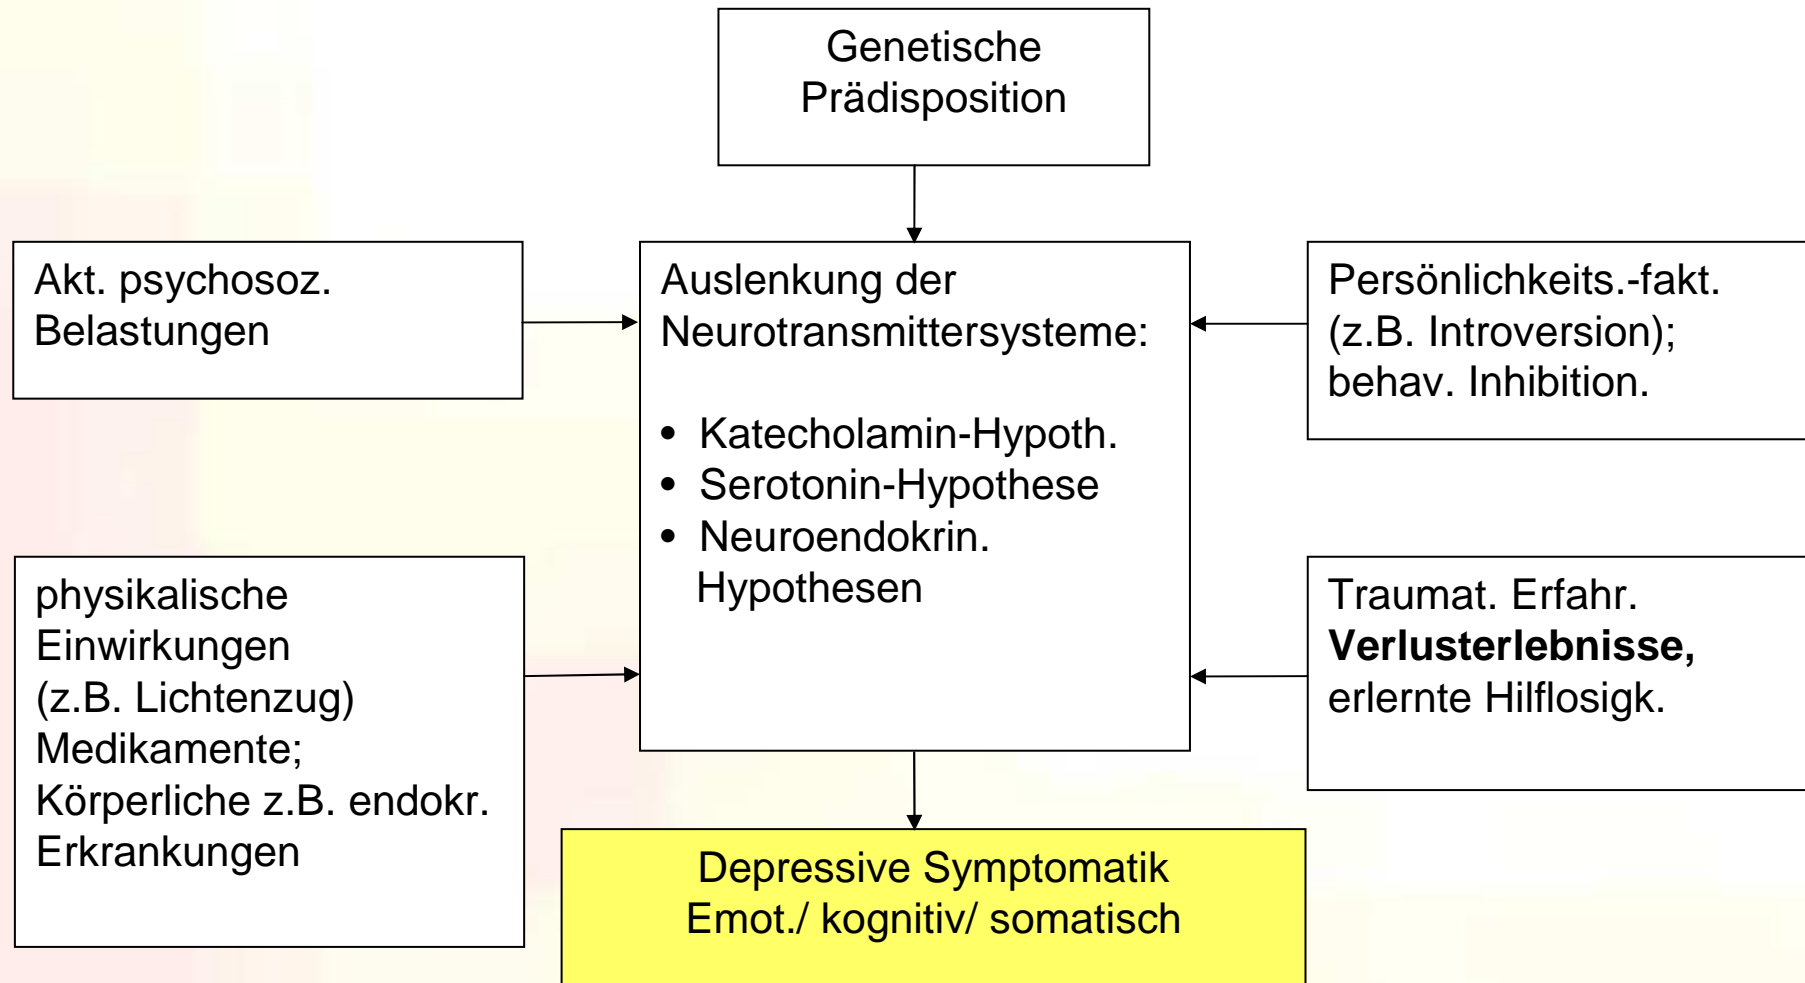 Genetische
Prädisposition
Akt. psychosoz.
Belastungen
Auslenkung der
Neurotransmittersysteme:
• Katecholamin-Hypoth.
• Serotonin-Hypothese
• Neuroendokrin.
Hypothesen
Persönlichkeits.-fakt.
(z.B. Introversion);
behav. Inhibition.
physikalische
Einwirkungen
(z.B. Lichtenzug)
Medikamente;
Körperliche z.B. endokr.
Erkrankungen
Traumat. Erfahr.
Verlusterlebnisse,
erlernte Hilflosigk.
Depressive Symptomatik
Emot./ kognitiv/ somatisch